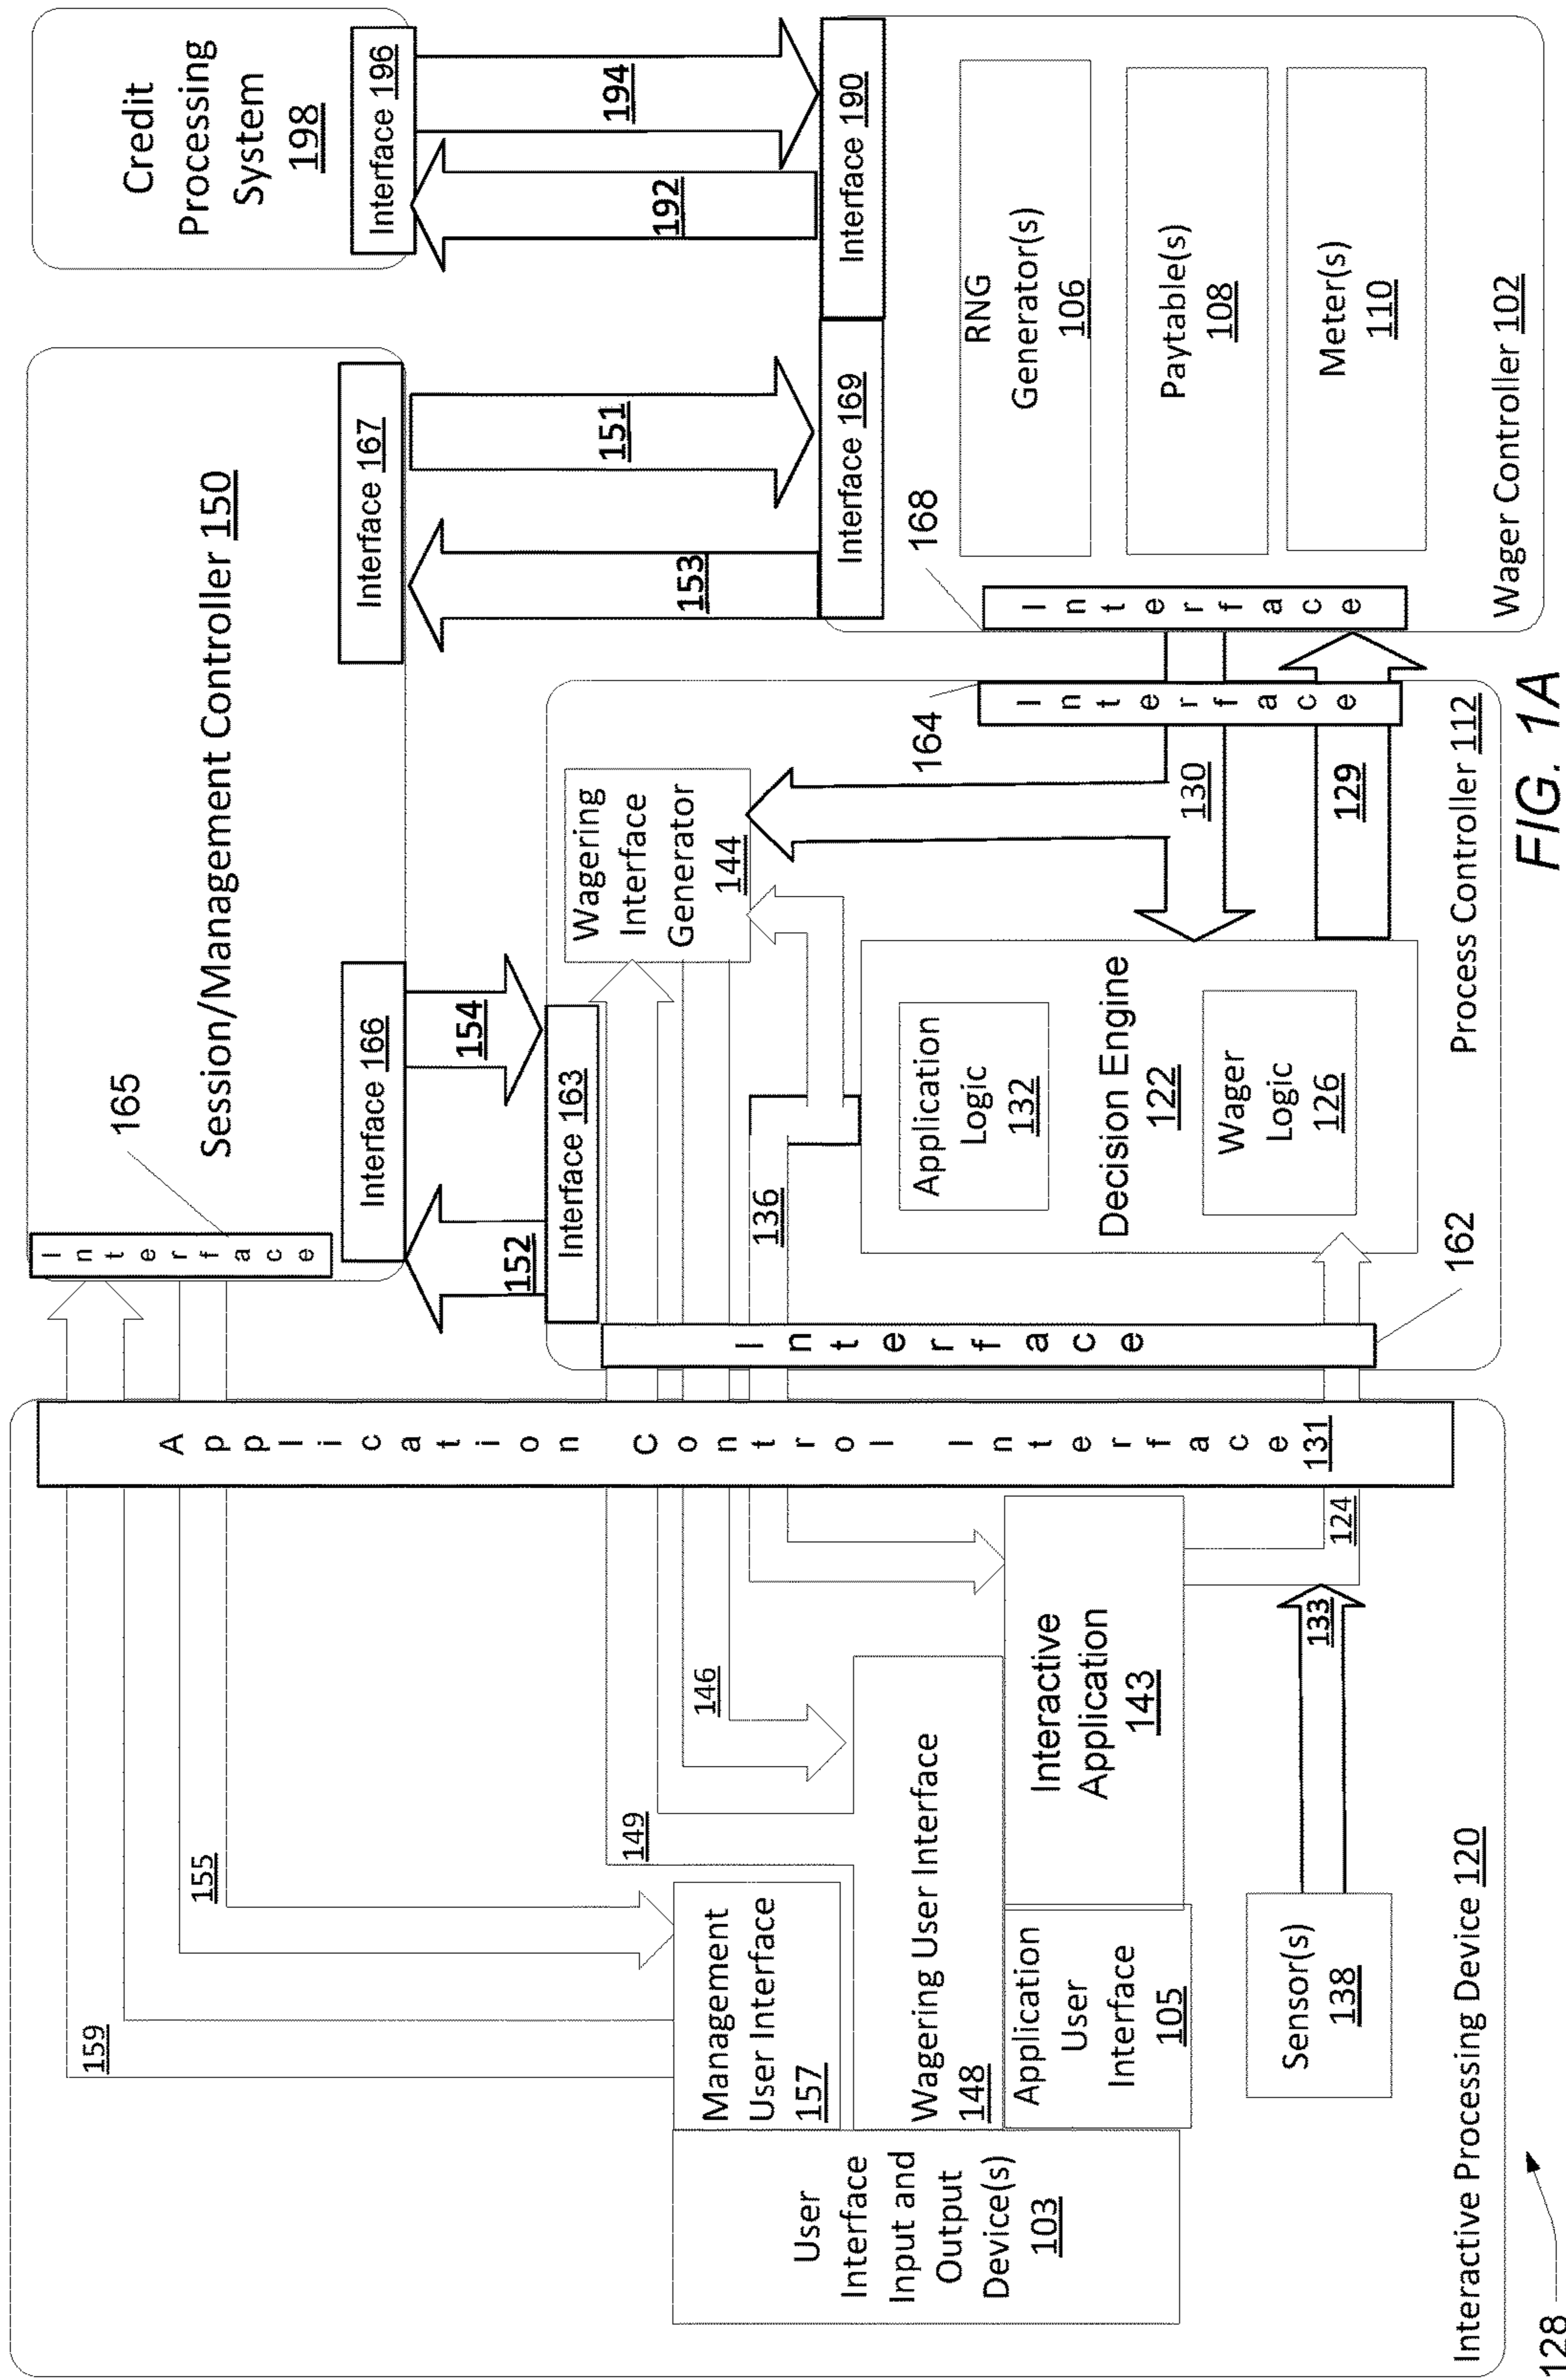 Interactive Processing Device 120
159
155
149
146
Management
User Interface
157
Wagering User Interface
148
User
Interface
Input and
Output
Device(s)
103
Application
User
Interface
105
Interactive
Application
143
Sensor(s)
138
133
124
Application Control Interface 131
Session/Management Controller 150
165
Interface
Interface 166
Interface 167
152
154
153
151
Credit
Processing
System
198
Interface 196
192
194
Process Controller 112
Interface 163
Interface
162
136
Wagering
Interface
Generator
144
Application
Logic
132
Decision Engine
122
Wager
Logic
126
130
129
164
Interface
Wager Controller 102
168
Interface
Interface 169
Interface 190
RNG
Generator(s)
106
Paytable(s)
108
Meter(s)
110
128
FIG. 1A